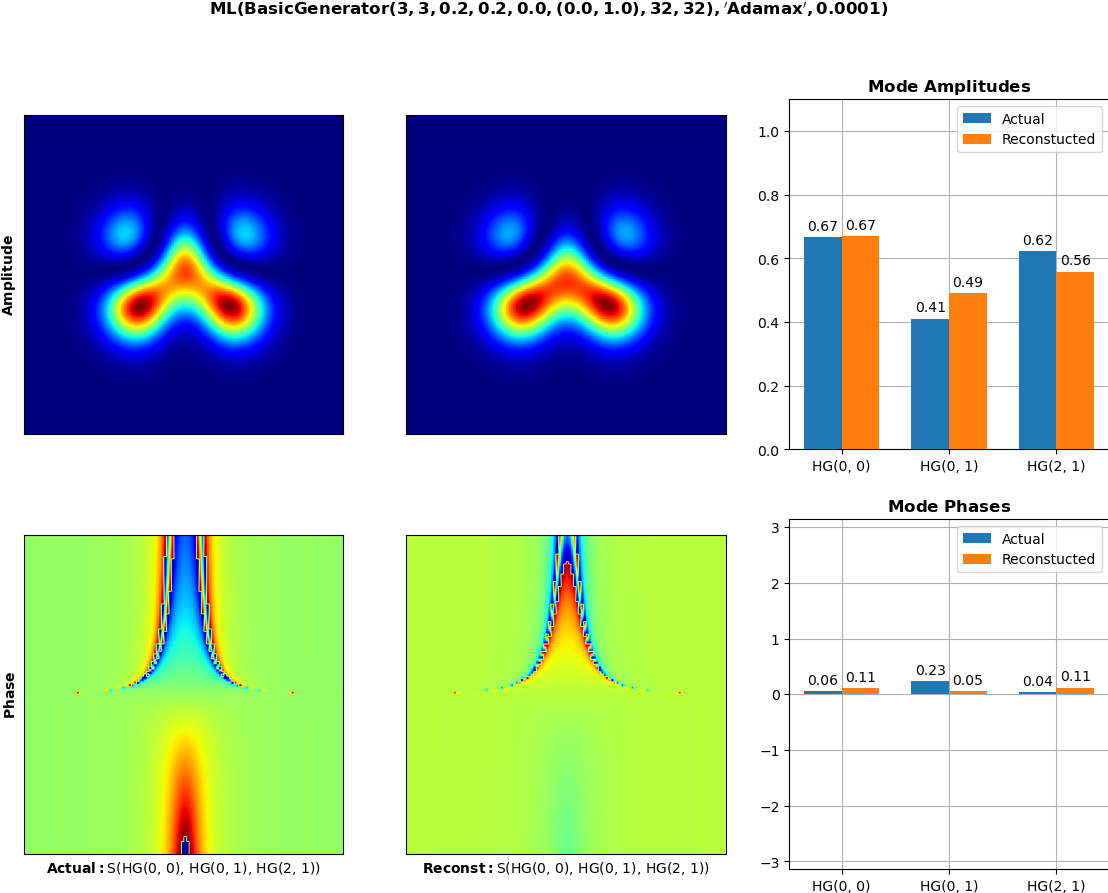 ML(BasicGenerator(3, 3, 0.2, 0.2, 0.0, (0.0, 1.0), 32, 32), ′Adamax′, 0.0001)
Mode Amplitudes
Amplitude
1.0
0.8
0.6
0.4
0.2
0.0
Actual
Reconstucted
0.67 0.67
0.41 0.49
0.62 0.56
HG(0, 0) HG(0, 1) HG(2, 1)
Mode Phases
Phase
3
2
1
0
−1
−2
−3
Actual
Reconstucted
0.06 0.11
0.23 0.05
0.04 0.11
HG(0, 0) HG(0, 1) HG(2, 1)
Actual: S(HG(0, 0), HG(0, 1), HG(2, 1))
Reconst: S(HG(0, 0), HG(0, 1), HG(2, 1))